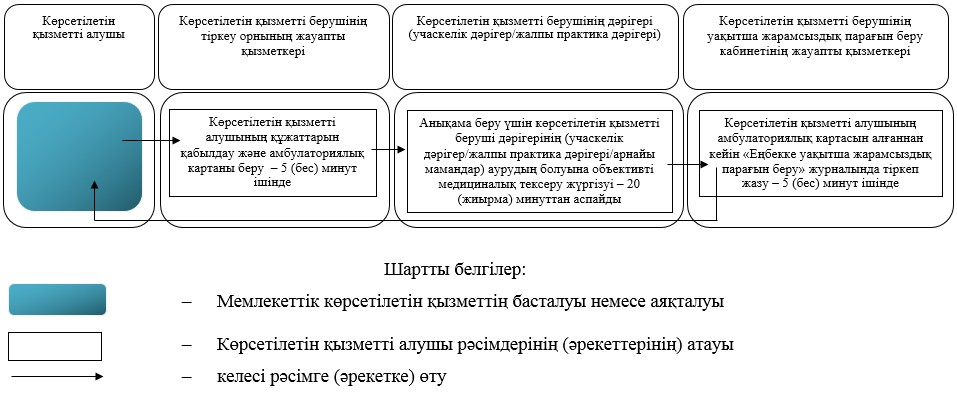 Көрсетілетін
қызметті алушы
Көрсетілетін қызметті берушінің
тіркеу орнының жауапты
қызметкері
Көрсетілетін қызметті берушінің дәрігері
(учаскелік дәрігер/жалпы практика дәрігері)
Көрсетілетін қызметті берушінің
уақытша жарамсыздық парағын беру
кабинетінің жауапты қызметкері
Көрсетілетін қызметті
алушының құжаттарын
қабылдау және амбулаториялық
картаны беру – 5 (бес) минут
ішінде
Анықама беру үшін көрсетілетін қызметті
беруші дәрігерінің (учаскелік
дәрігер/жалпы практика дәрігері/арнайы
мамандар) аурудың болуына объективті
медициналық тексеру жүргізуі – 20
(жиырма) минуттан аспайды
Көрсетілетін қызметті алушының
амбулаториялық картасын алғаннан
кейін «Еңбекке уақытша жарамсыздық
парағын беру» журналында тіркеп
жазу – 5 (бес) минут ішінде
Шартты белгілер:
– Мемлекеттік көрсетілетін қызметтің басталуы немесе аяқталуы
– Көрсетілетін қызметті алушы рәсімдерінің (әрекеттерінің) атауы
– келесі рәсімге (әрекетке) өту